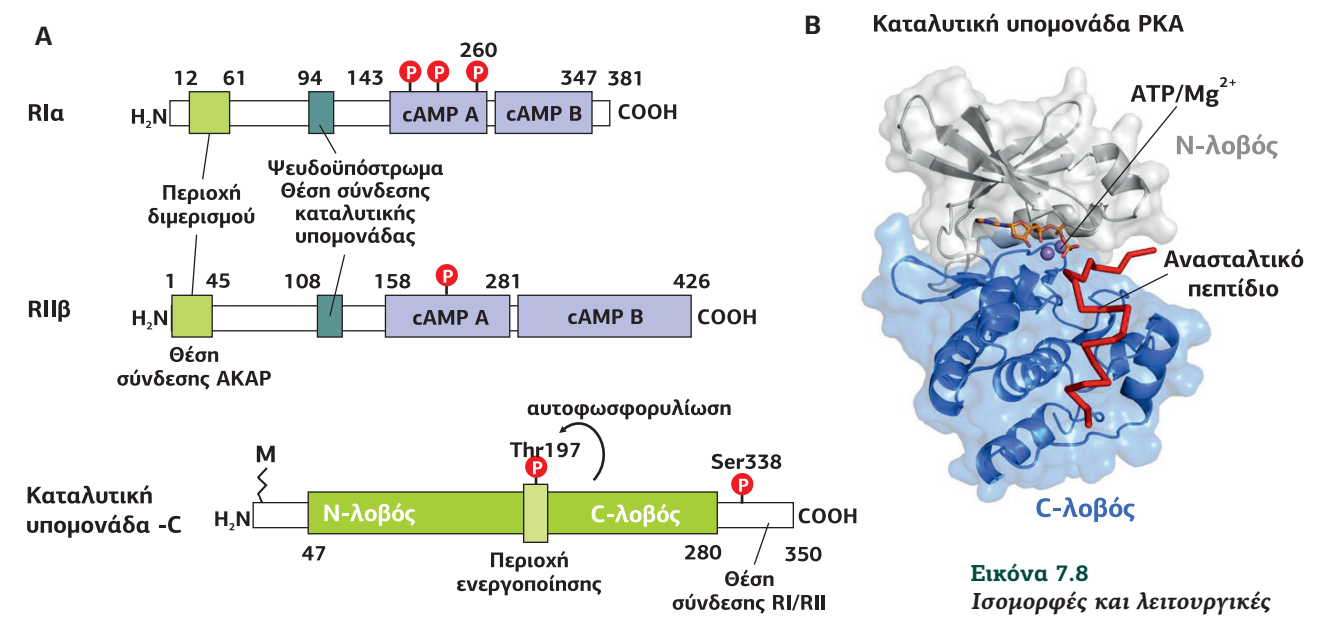 A
12 61 94 143 260 347 381
P P P
RIα
H₂N cAMP A cAMP B COOH
Περιοχή
διμερισμού
Ψευδοϋπόστρωμα
Θέση σύνδεσης
καταλυτικής
υπομονάδας
1 45 108 158 281 426
P
RIIβ
H₂N cAMP A cAMP B COOH
Θέση
σύνδεσης AKAP
αυτοφωσφορυλίωση
M
Thr197
P
Ser338
P
Καταλυτική
υπομονάδα -C
H₂N N-λοβός C-λοβός COOH
47 280 350
Περιοχή
ενεργοποίησης
Θέση
σύνδεσης RI/RII
B
Καταλυτική υπομονάδα PKA
ATP/Mg²⁺
N-λοβός
Ανασταλτικό
πεπτίδιο
C-λοβός
Εικόνα 7.8
Ισομορφές και λειτουργικές